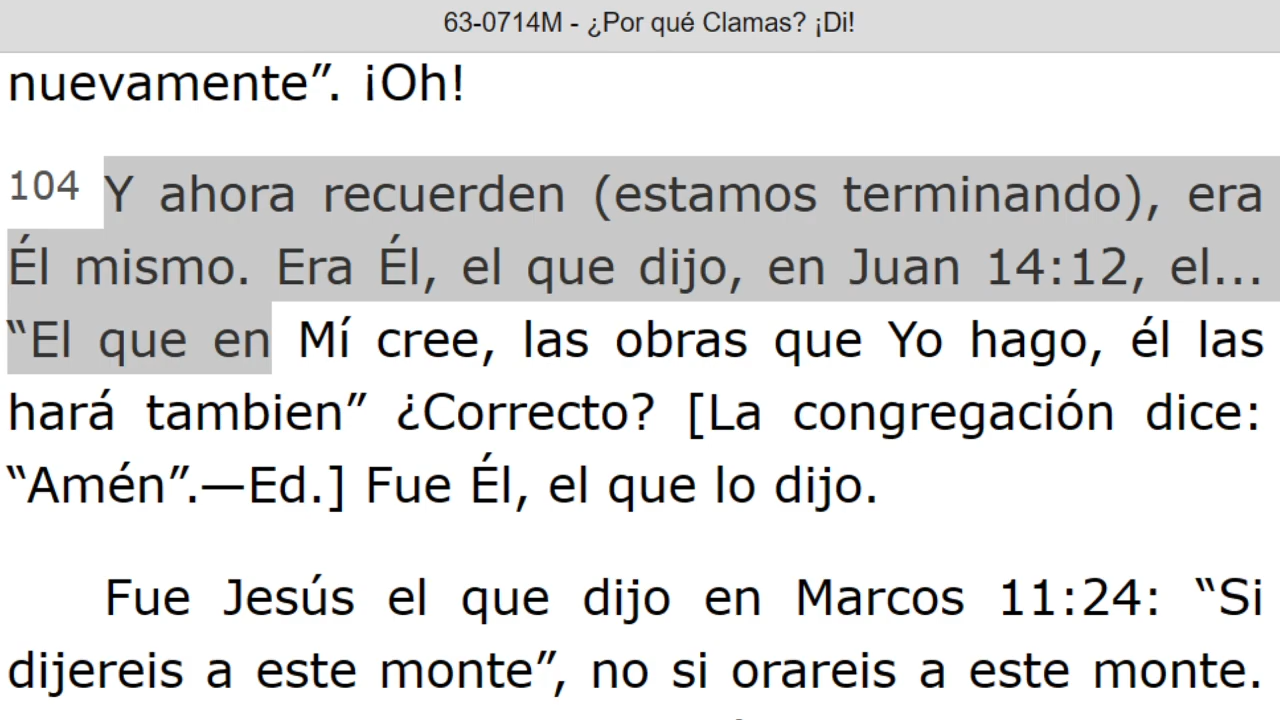 63-0714M - ¿Por qué Clamas? ¡Di!
nuevamente”. ¡Oh!
104 Y ahora recuerden (estamos terminando), era
Él mismo. Era Él, el que dijo, en Juan 14:12, el...
“El que en Mí cree, las obras que Yo hago, él las
hará tambien” ¿Correcto? [La congregación dice:
“Amén”.—Ed.] Fue Él, el que lo dijo.
Fue Jesús el que dijo en Marcos 11:24: “Si
dijereis a este monte”, no si orareis a este monte.